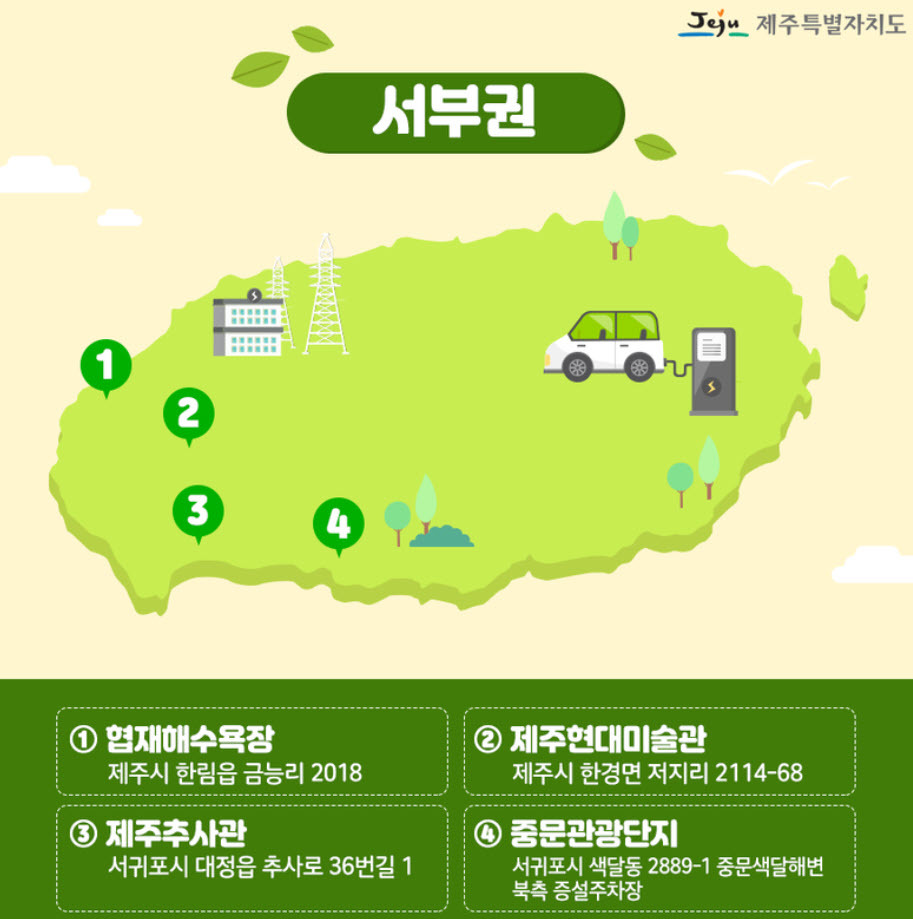 Jeju 제주특별자치도
서부권
1
2
3
4
① 협재해수욕장
제주시 한림읍 금능리 2018
② 제주현대미술관
제주시 한경면 저지리 2114-68
③ 제주추사관
서귀포시 대정읍 추사로 36번길 1
④ 중문관광단지
서귀포시 색달동 2889-1 중문색달해변
북측 증설주차장